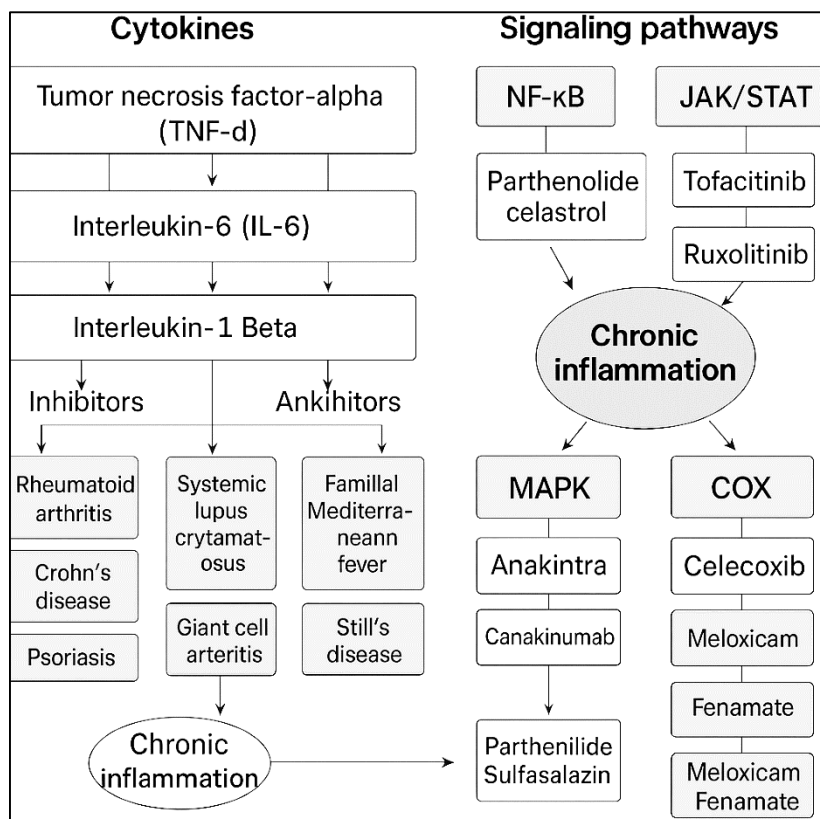 Cytokines
Tumor necrosis factor-alpha
(TNF-d)
Interleukin-6 (IL-6)
Interleukin-1 Beta
Inhibitors
Ankihitors
Rheumatoid
arthritis
Crohn's
disease
Psoriasis
Systemic
lupus
crytamat-
osus
Giant cell
arteritis
Famillal
Mediterra-
neann
fever
Still's
disease
Chronic
inflammation
Signaling pathways
NF-κB
Parthenolide
celastrol
JAK/STAT
Tofacitinib
Ruxolitinib
Chronic
inflammation
MAPK
Anakintra
Canakinumab
Parthenilide
Sulfasalazin
COX
Celecoxib
Meloxicam
Fenamate
Meloxicam
Fenamate